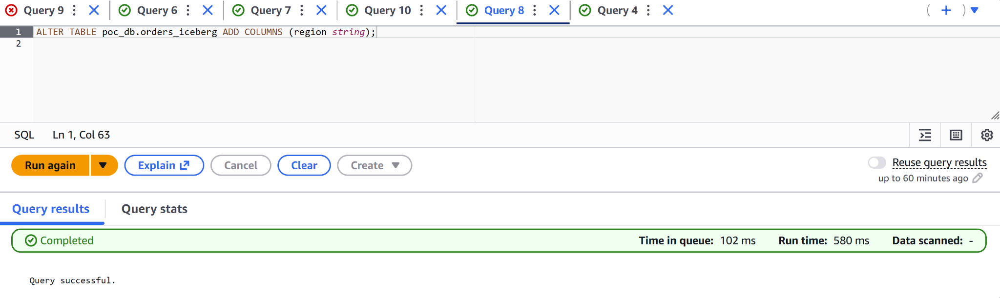 Query 9 Query 6 Query 7 Query 10 Query 8 Query 4
1 ALTER TABLE poc_db.orders_iceberg ADD COLUMNS (region string);
2
SQL Ln 1, Col 63
Run again Explain Cancel Clear Create Reuse query results
up to 60 minutes ago
Query results Query stats
Completed Time in queue: 102 ms Run time: 580 ms Data scanned: -
Query successful.